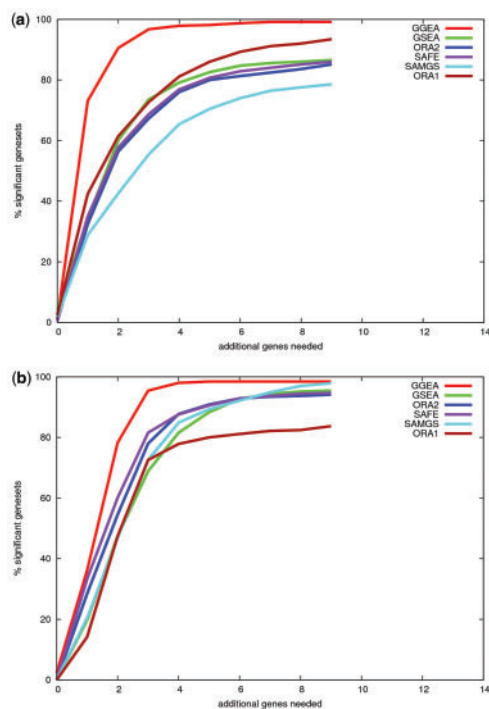 (a)
100
80
60
40
20
0
% significant genesets
GGEA
GSEA
ORA2
SAFE
SAMGS
ORA1
0 2 4 6 8 10 12 14
additional genes needed
(b)
100
80
60
40
20
0
% significant genesets
GGEA
GSEA
ORA2
SAFE
SAMGS
ORA1
0 2 4 6 8 10 12 14
additional genes needed